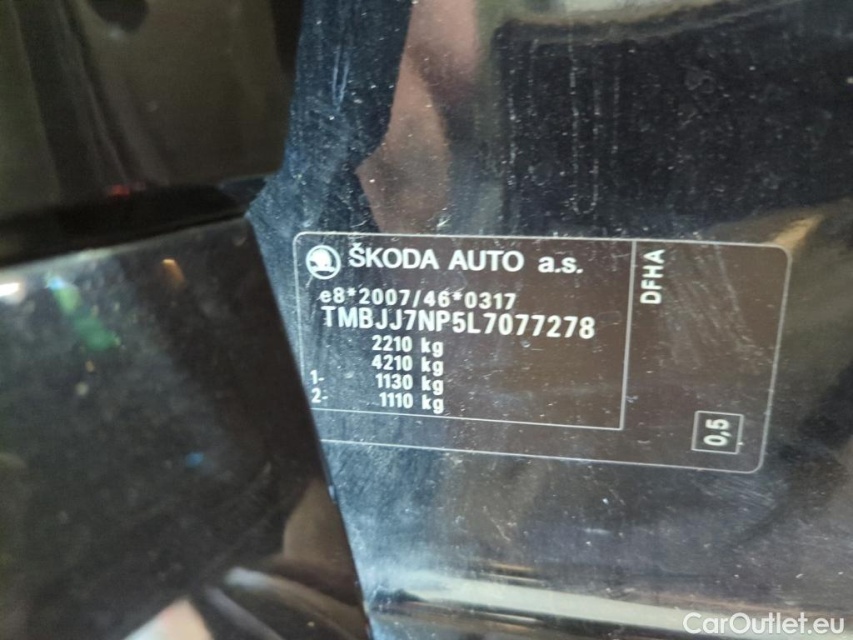 ŠKODA AUTO a.s.
e8*2007/46*0317
TMBJJ7NP5L7077278
2210 kg
4210 kg
1- 1130 kg
2- 1110 kg
DFHA
0,5
CarOutlet.eu